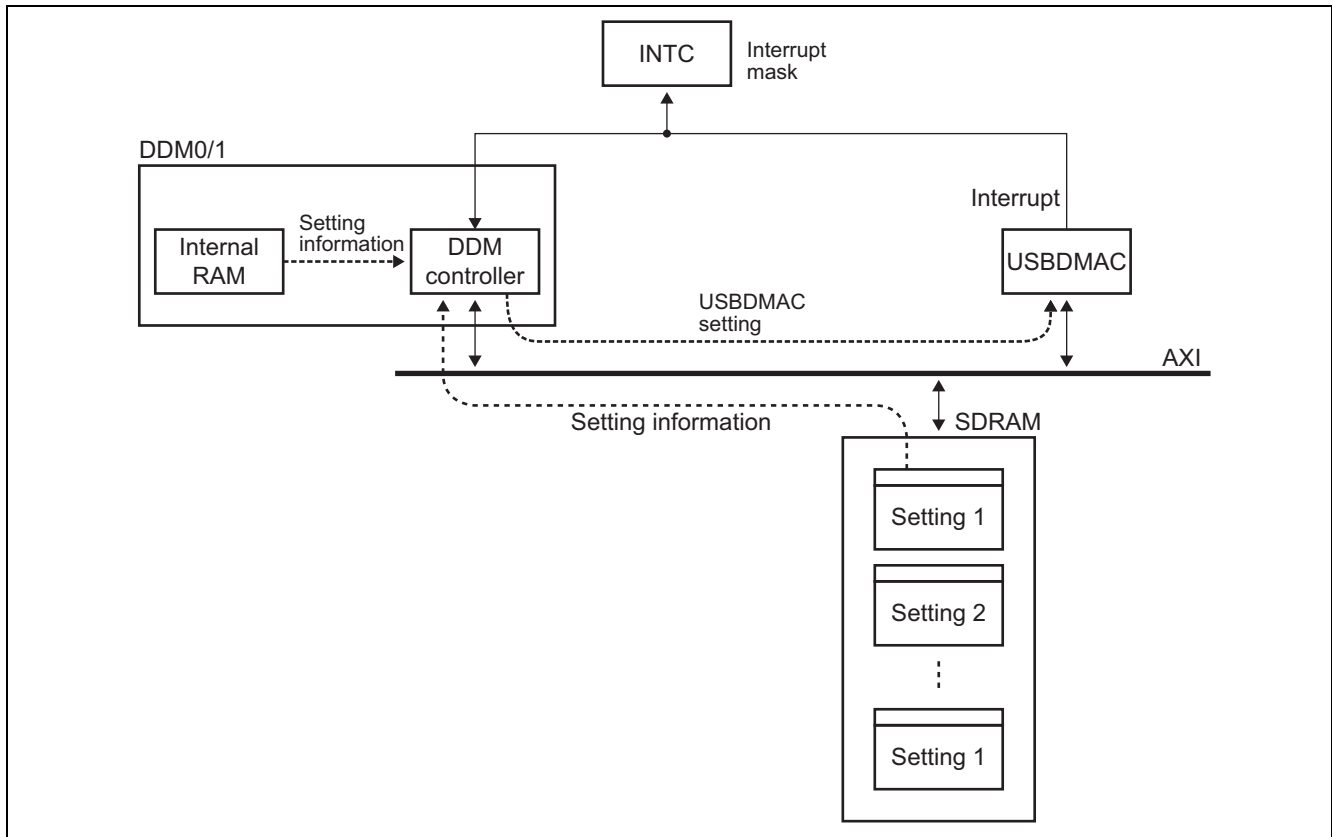 INTC
Interrupt
mask
DDM0/1
Setting
information
Internal
RAM
DDM
controller
Interrupt
USBDMAC
USBDMAC
setting
AXI
Setting information
SDRAM
Setting 1
Setting 2
Setting 1